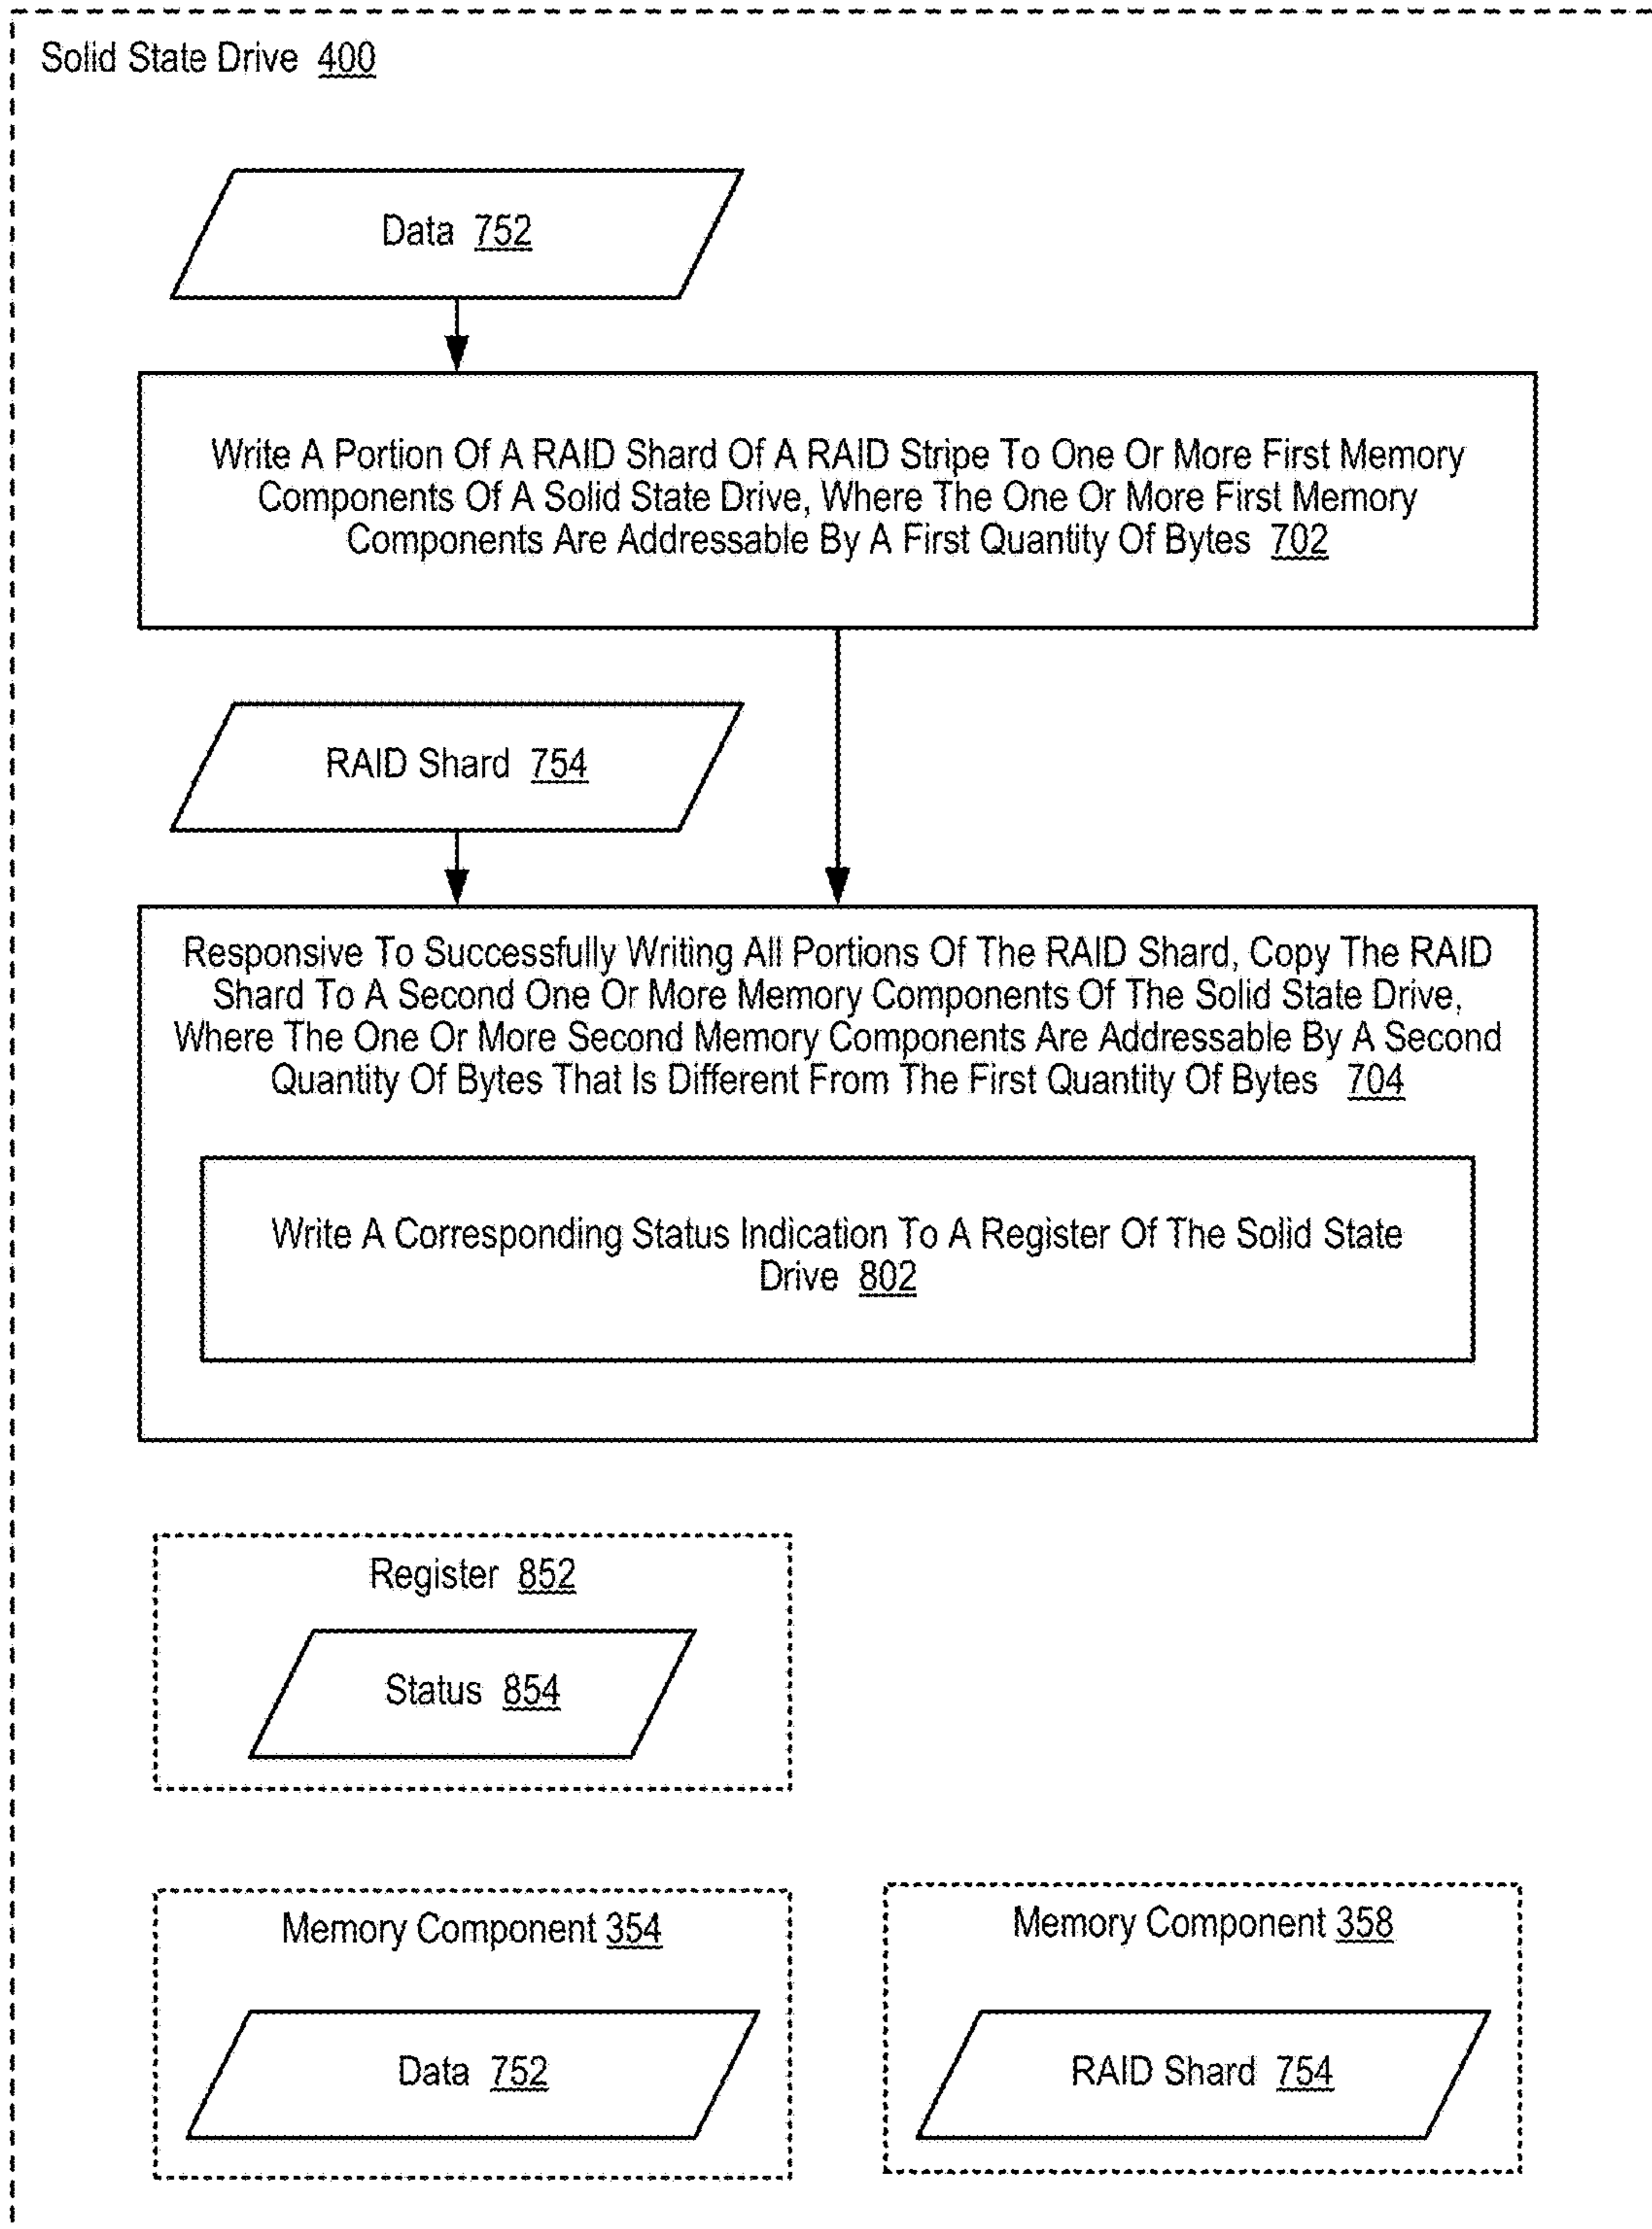 Solid State Drive 400
Data 752
Write A Portion Of A RAID Shard Of A RAID Stripe To One Or More First Memory
Components Of A Solid State Drive, Where The One Or More First Memory
Components Are Addressable By A First Quantity Of Bytes 702
RAID Shard 754
Responsive To Successfully Writing All Portions Of The RAID Shard, Copy The RAID
Shard To A Second One Or More Memory Components Of The Solid State Drive,
Where The One Or More Second Memory Components Are Addressable By A Second
Quantity Of Bytes That Is Different From The First Quantity Of Bytes 704
Write A Corresponding Status Indication To A Register Of The Solid State
Drive 802
Register 852
Status 854
Memory Component 354
Data 752
Memory Component 358
RAID Shard 754